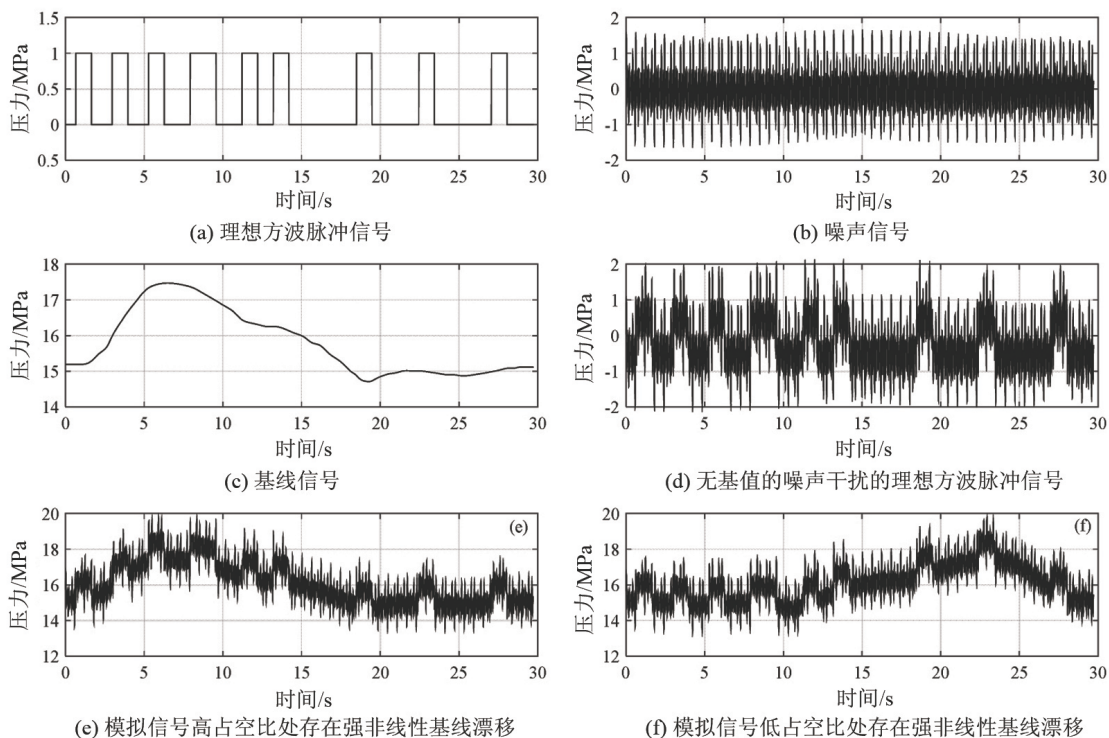 1.5
1
0.5
0
0.5
压力/MPa
0 5 10 15 20 25 30
时间/s
(a) 理想方波脉冲信号
2
1
0
-1
-2
压力/MPa
0 5 10 15 20 25 30
时间/s
(b) 噪声信号
18
17
16
15
14
压力/MPa
0 5 10 15 20 25 30
时间/s
(c) 基线信号
2
1
0
-1
-2
压力/MPa
0 5 10 15 20 25 30
时间/s
(d) 无基值的噪声干扰的理想方波脉冲信号
20
18
16
14
12
压力/MPa
(e)
0 5 10 15 20 25 30
时间/s
(e) 模拟信号高占空比处存在强非线性基线漂移
20
18
16
14
12
压力/MPa
(f)
0 5 10 15 20 25 30
时间/s
(f) 模拟信号低占空比处存在强非线性基线漂移